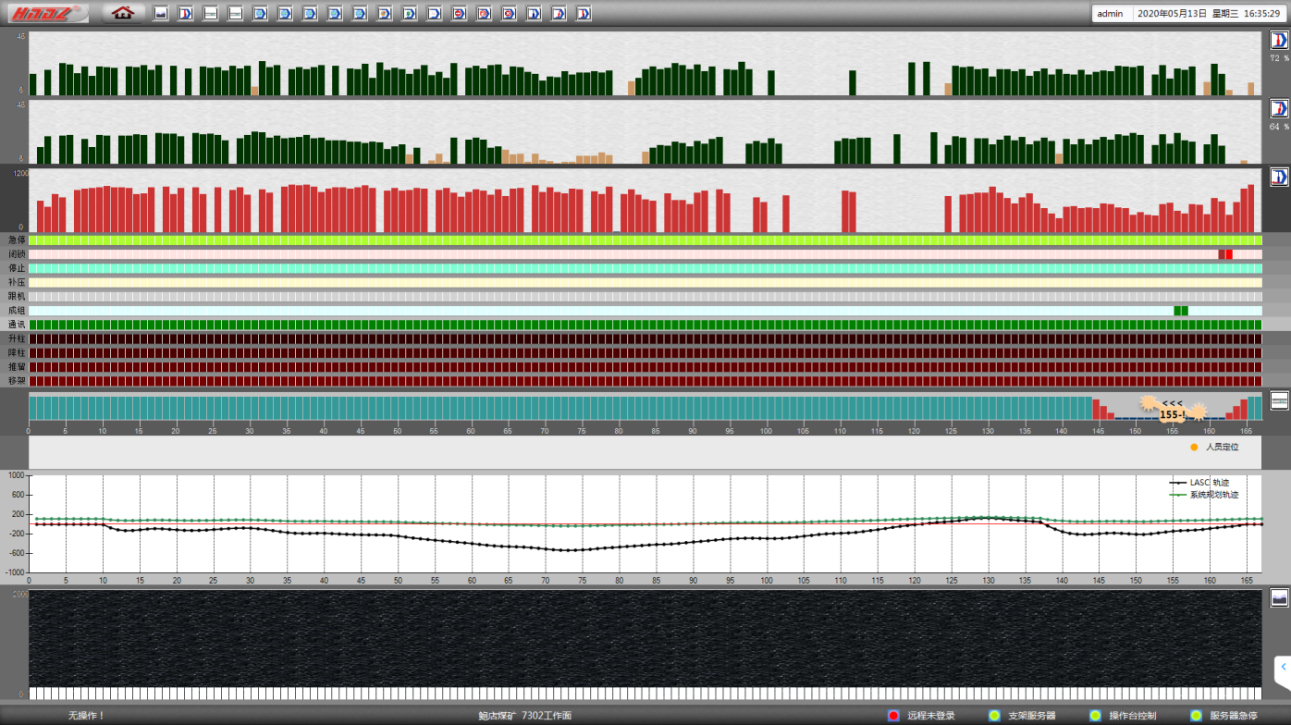 admin 2020年05月13日 星期三 16:35:29
72 %
64 %
1200
0
急停
闭锁
停止
补压
跟机
成组
通讯
升柱
降柱
推溜
移架
<<<
0 5 10 15 20 25 30 35 40 45 50 55 60 65 70 75 80 85 90 95 100 105 110 115 120 125 130 135 140 145 150 155 160 165
人员定位
1000
600
200
-200
-600
-1000
LASC 轨迹
系统规划轨迹
0 5 10 15 20 25 30 35 40 45 50 55 60 65 70 75 80 85 90 95 100 105 110 115 120 125 130 135 140 145 150 155 160 165
0
无操作！ 鲍店煤矿 7302工作面 远程未登录 支架服务器 操作台控制 服务器急停